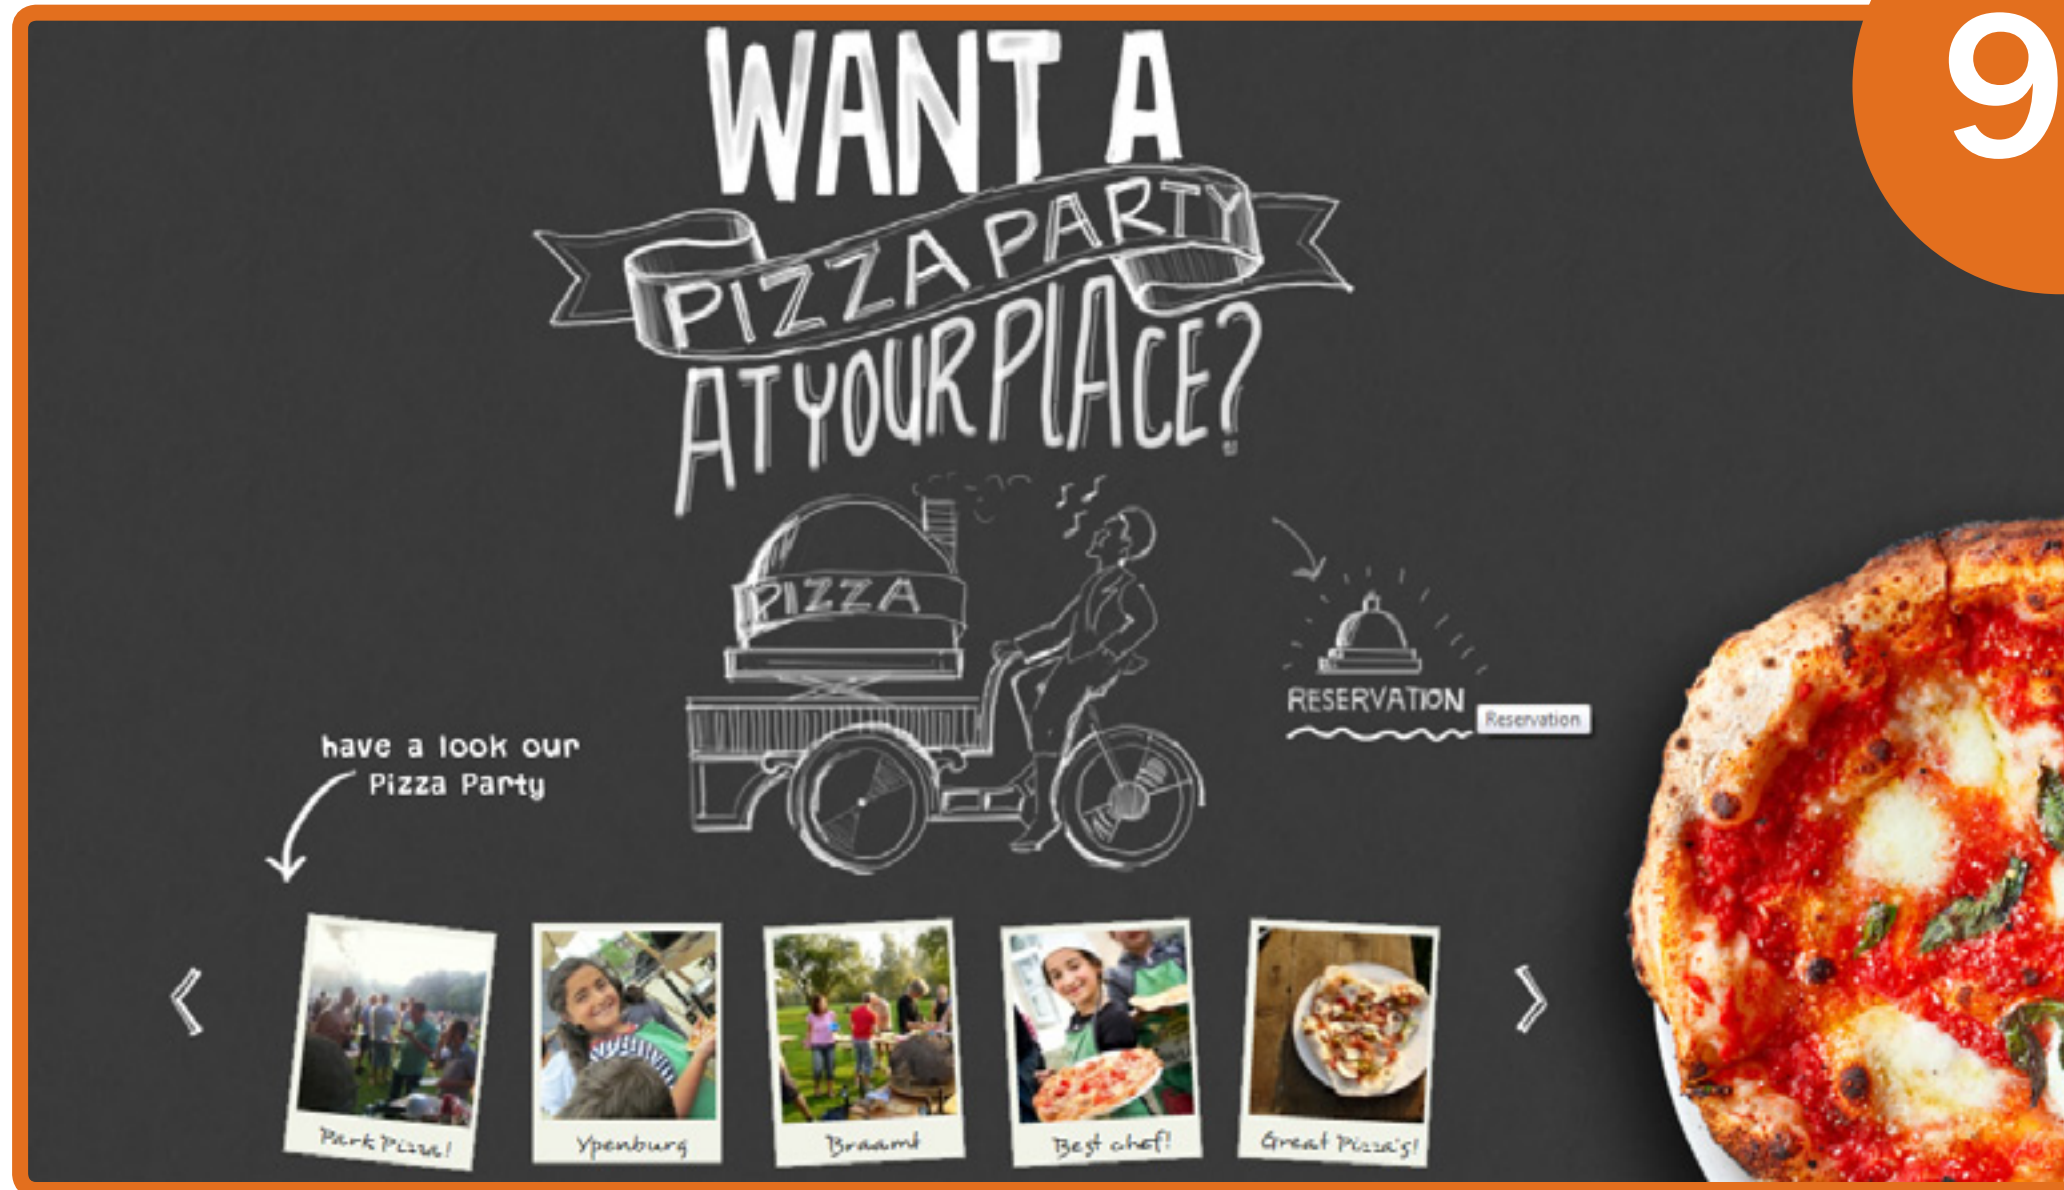 9
WANT A
PIZZA PARTY
AT YOUR PLACE?
PIZZA
RESERVATION
Reservation
have a look our
Pizza Party
Park Pizza!
Ypenburg
Braamt
Best chef!
Great Pizza's!